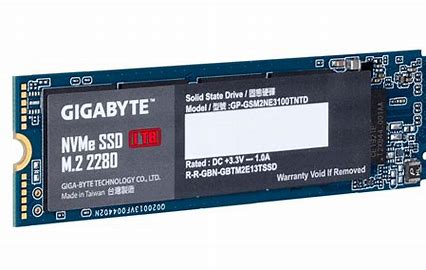 GIGABYTE™
NVMe SSD 1TB
M.2 2280
GIGA-BYTE TECHNOLOGY CO., LTD.
Made in Taiwan 台灣製造
Solid State Drive / 固態硬碟
Model / 型號: GP-GSM2NE3100TNTD
Rated : DC +3.3V ⎓ 1.0A
R-R-GBN-GBTM2E13TSSD
Warranty Void If Removed